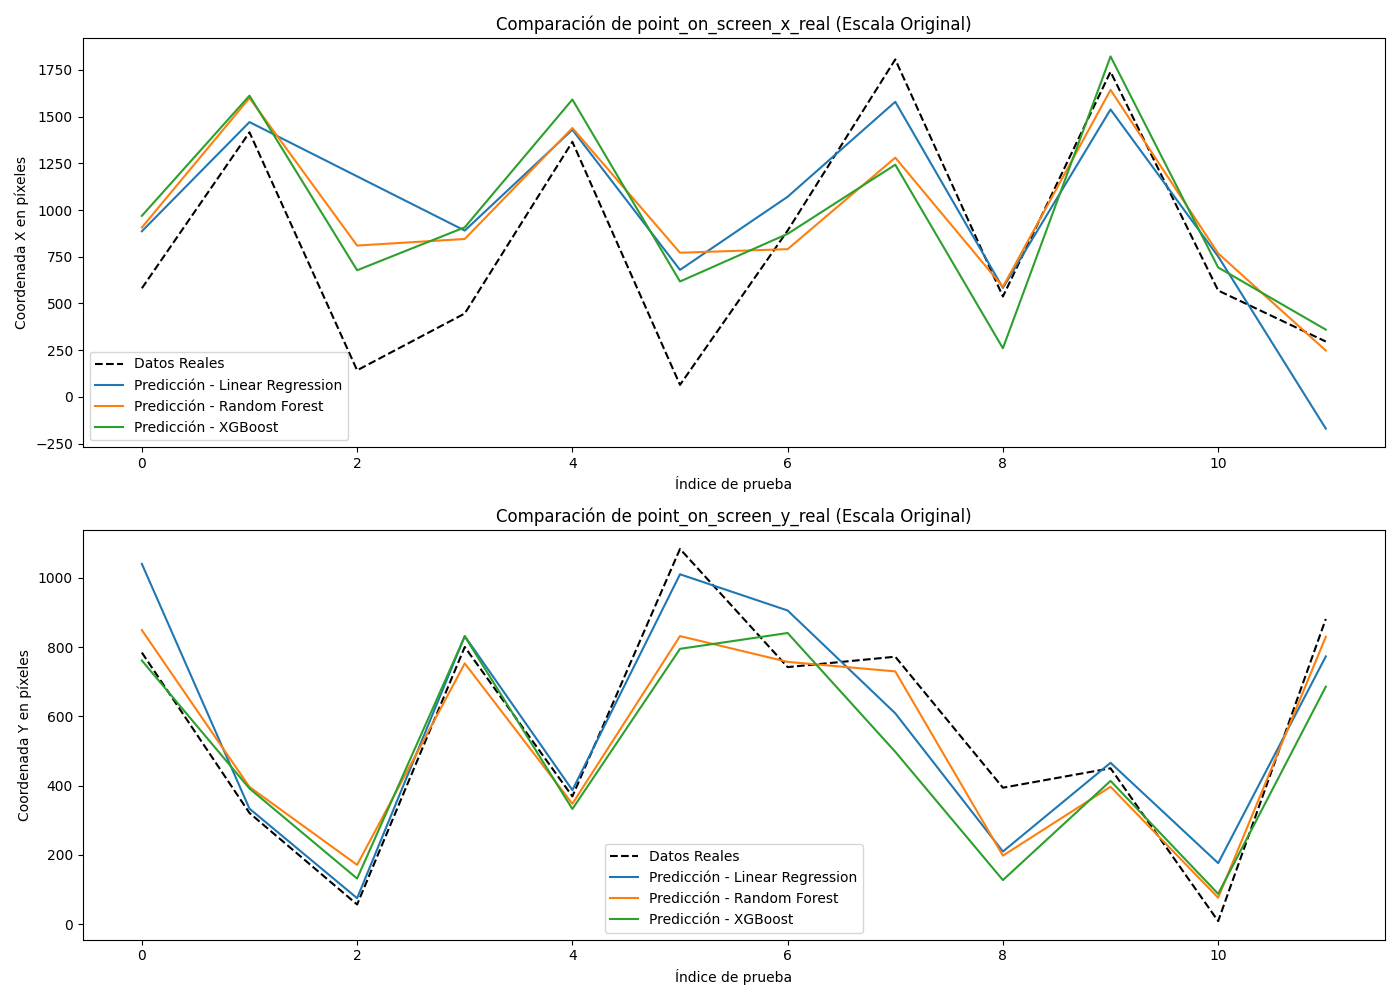 Comparación de point_on_screen_x_real (Escala Original)
Coordenada X en píxeles
1750
1500
1250
1000
750
500
250
0
−250
Datos Reales
Predicción - Linear Regression
Predicción - Random Forest
Predicción - XGBoost
0 2 4 6 8 10
Índice de prueba
Comparación de point_on_screen_y_real (Escala Original)
Coordenada Y en píxeles
1000
800
600
400
200
0
Datos Reales
Predicción - Linear Regression
Predicción - Random Forest
Predicción - XGBoost
0 2 4 6 8 10
Índice de prueba